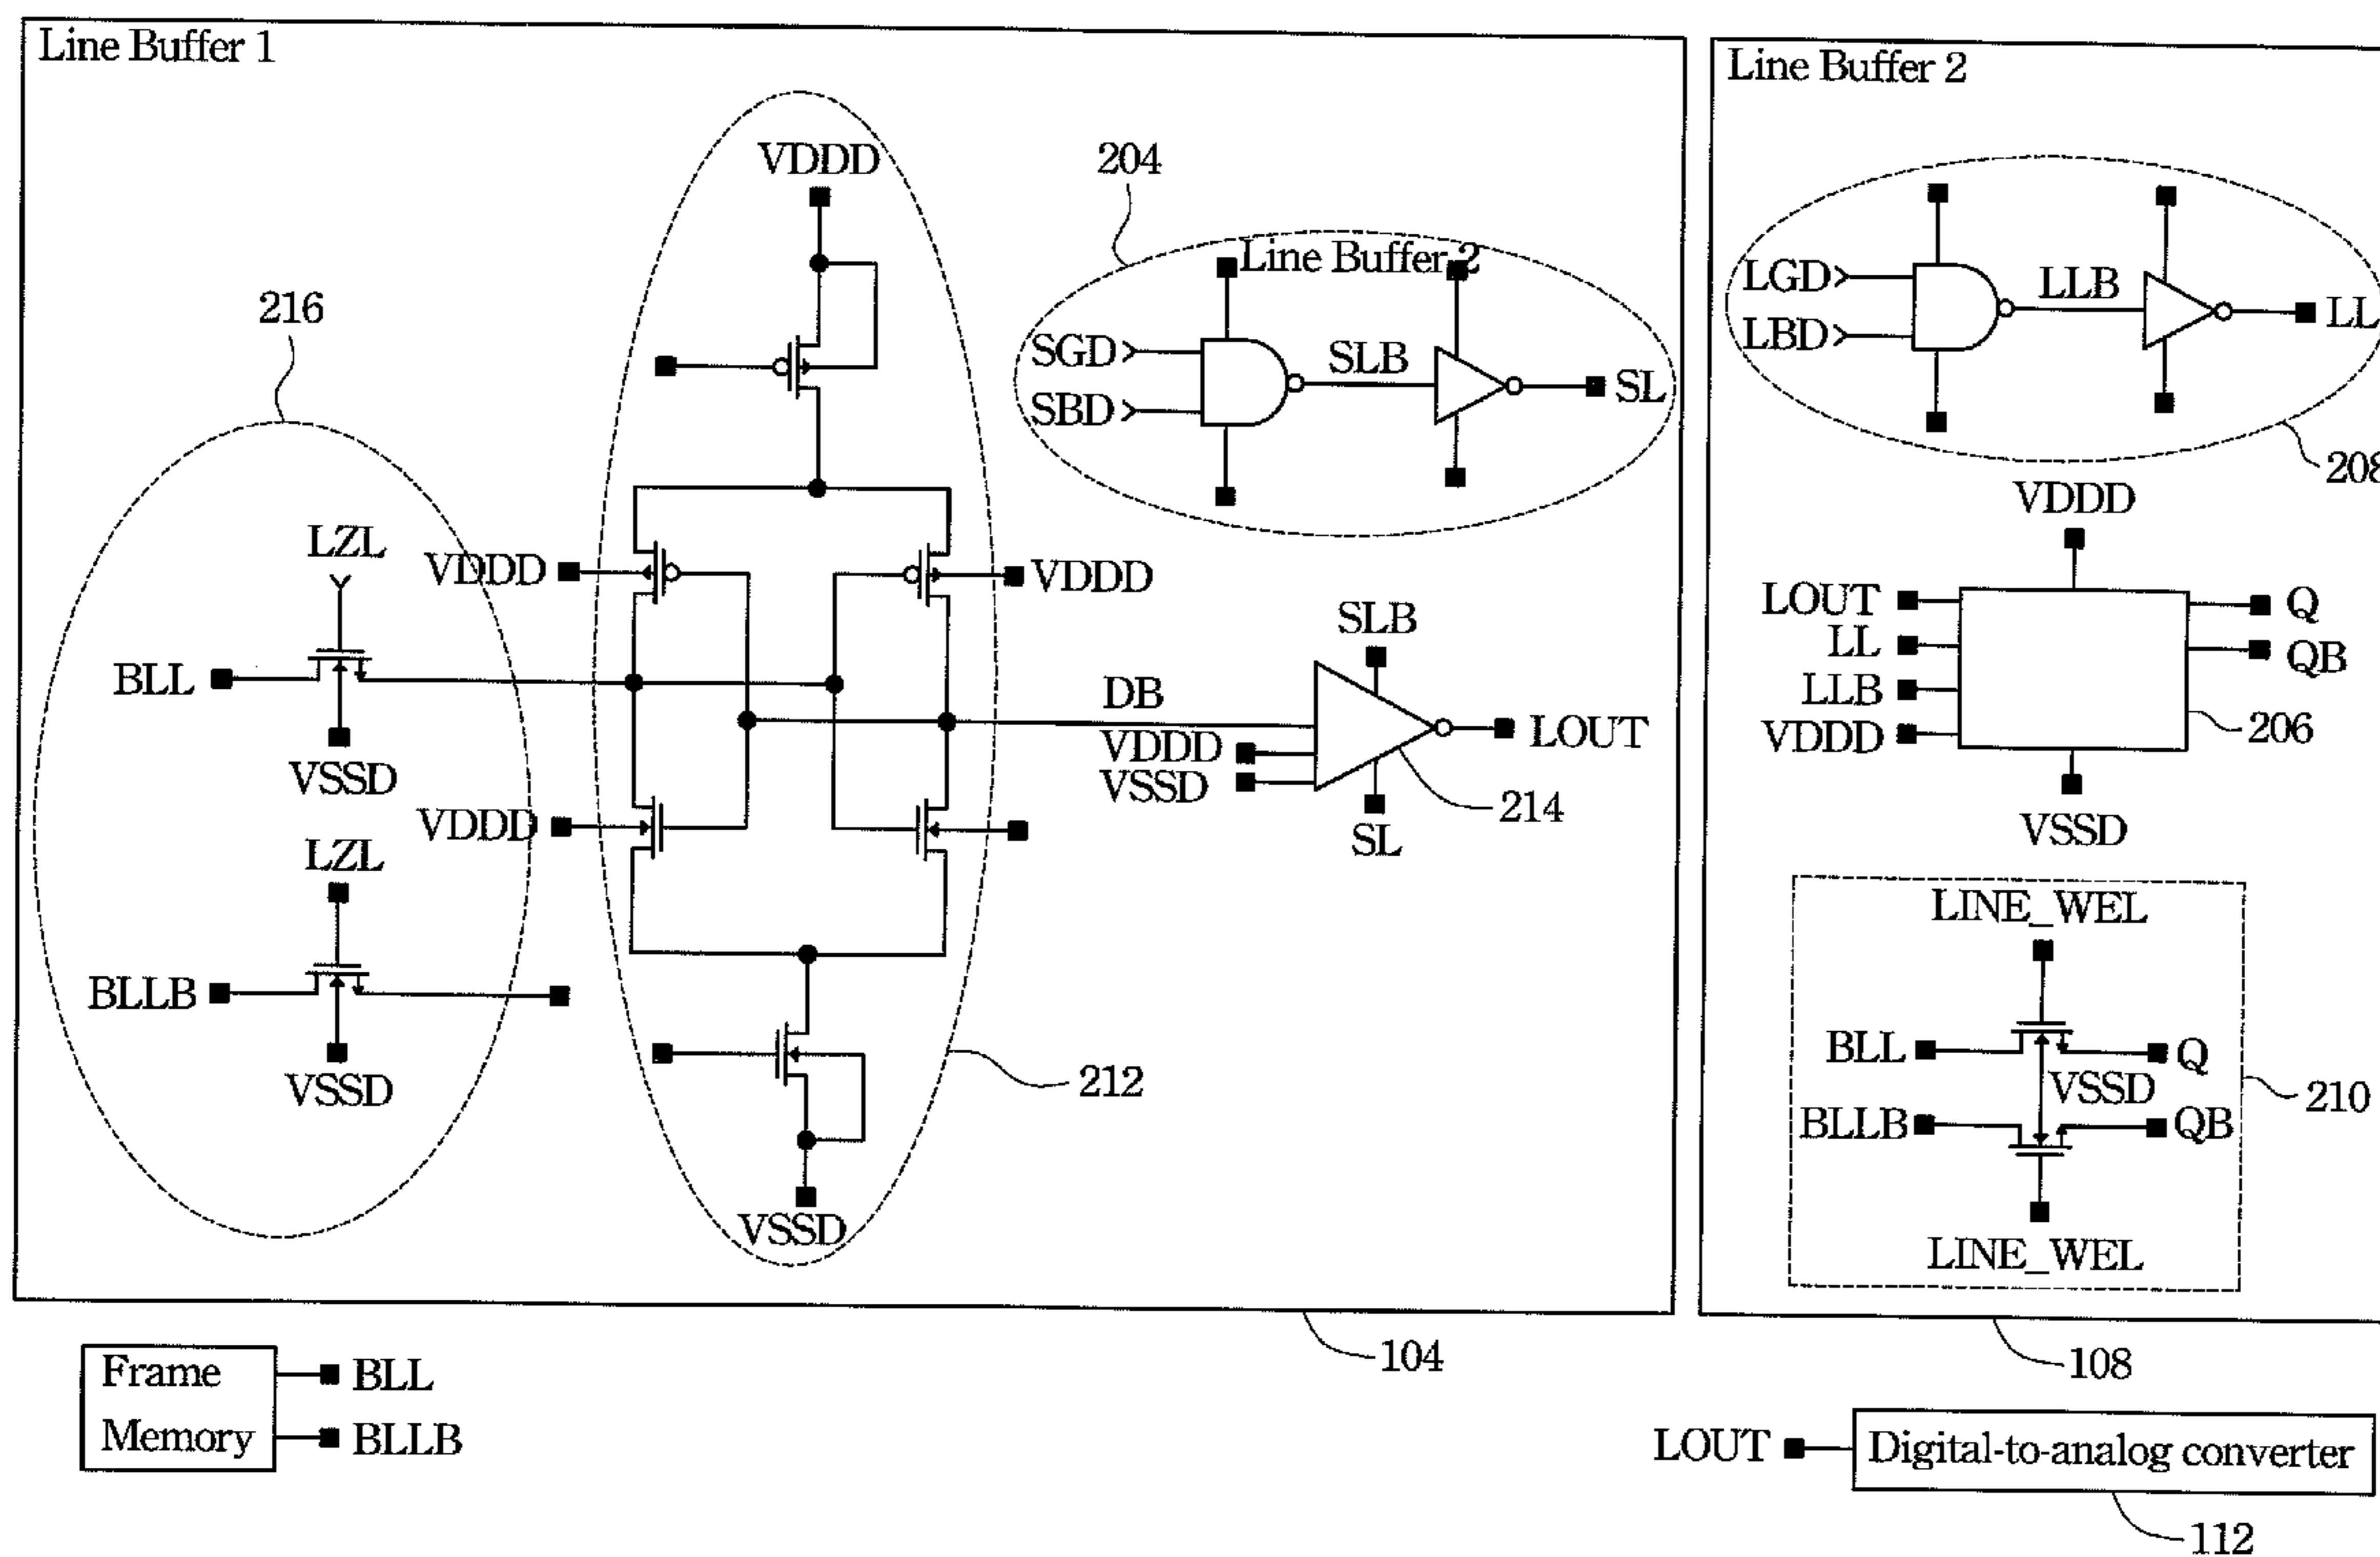 Line Buffer 1
VDDD
204
Line Buffer 2
SGD
SBD
SLB
SL
216
LZL
BLL
VSSD
LZL
BLLB
VSSD
VDDD
VDDD
VDDD
DB
VDDD
VSSD
SLB
SL
LOUT
214
212
VSSD
104
Line Buffer 2
LGD
LBD
LLB
LL
208
VDDD
LOUT
LL
LLB
VDDD
Q
QB
206
VSSD
LINE_WEL
BLL
Q
VSSD
BLLB
QB
LINE_WEL
210
108
Frame
Memory
BLL
BLLB
LOUT
Digital-to-analog converter
112